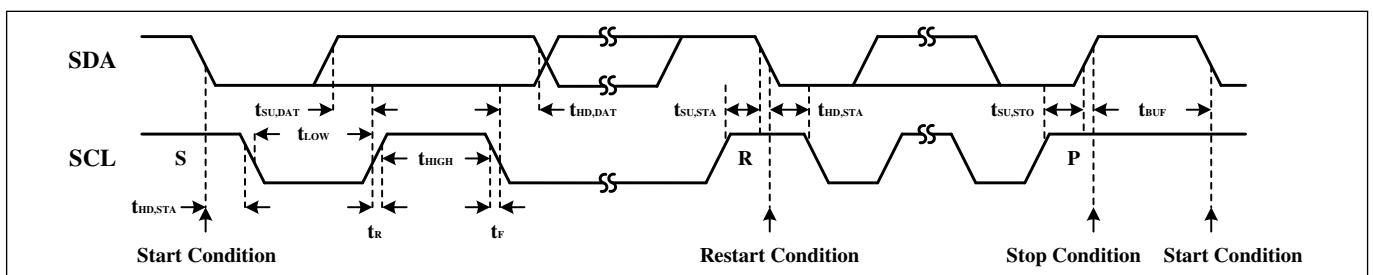 SDA
tSU,DAT tHD,DAT tSU,STA tHD,STA tSU,STO tBUF
tLOW
SCL S tHIGH R P
tHD,STA
tR tF
Start Condition Restart Condition Stop Condition Start Condition